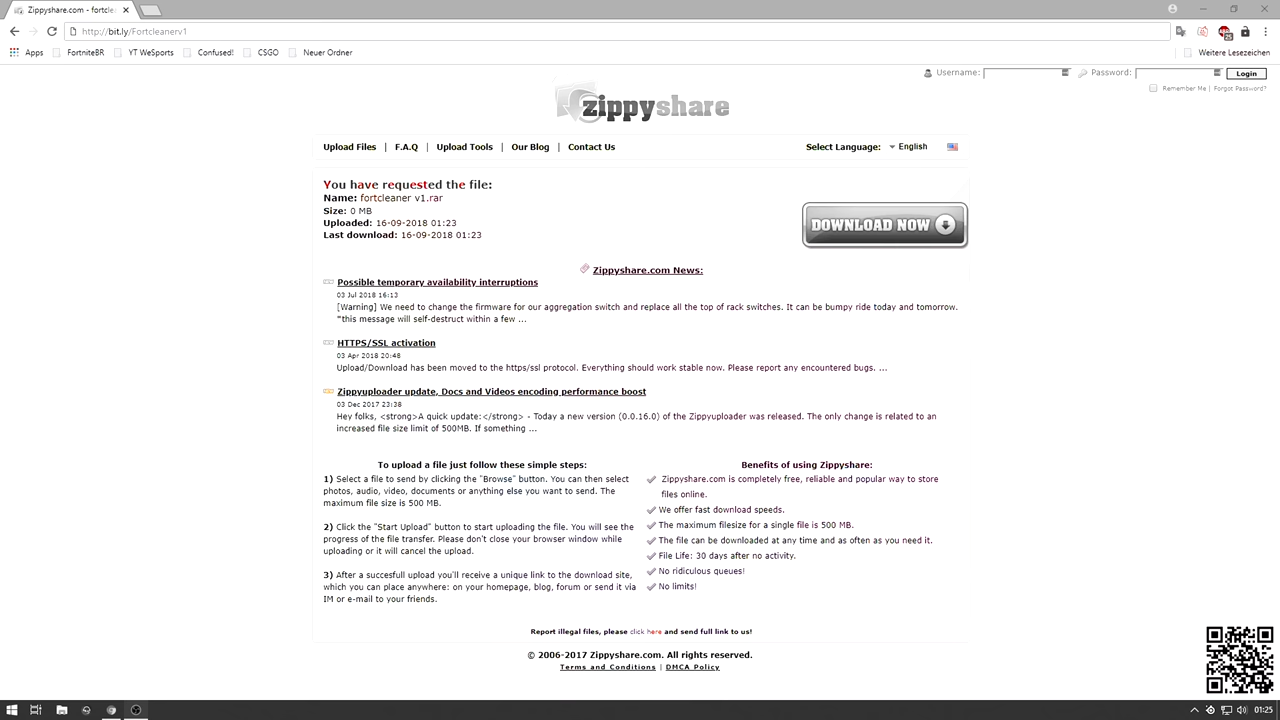 Zippyshare.com - fortcle
http://bit.ly/Fortcleanerv1
Apps FortniteBR YT WeSports Confused! CSGO Neuer Ordner Weitere Lesezeichen
Username: Password: Login
Remember Me | Forgot Password?
zippyshare
Upload Files | F.A.Q | Upload Tools | Our Blog | Contact Us Select Language: English
You have requested the file:
Name: fortcleaner v1.rar
Size: 0 MB
Uploaded: 16-09-2018 01:23
Last download: 16-09-2018 01:23
DOWNLOAD NOW
Zippyshare.com News:
Possible temporary availability interruptions
03 Jul 2018 16:13
[Warning] We need to change the firmware for our aggregation switch and replace all the top of rack switches. It can be bumpy ride today and tomorrow.
*this message will self-destruct within a few ...
HTTPS/SSL activation
03 Apr 2018 20:48
Upload/Download has been moved to the https/ssl protocol. Everything should work stable now. Please report any encountered bugs. ...
Zippyuploader update, Docs and Videos encoding performance boost
03 Dec 2017 23:38
Hey folks, <strong>A quick update:</strong> - Today a new version (0.0.16.0) of the Zippyuploader was released. The only change is related to an
increased file size limit of 500MB. If something ...
To upload a file just follow these simple steps:
1) Select a file to send by clicking the "Browse" button. You can then select
photos, audio, video, documents or anything else you want to send. The
maximum file size is 500 MB.
2) Click the "Start Upload" button to start uploading the file. You will see the
progress of the file transfer. Please don't close your browser window while
uploading or it will cancel the upload.
3) After a succesfull upload you'll receive a unique link to the download site,
which you can place anywhere: on your homepage, blog, forum or send it via
IM or e-mail to your friends.
Benefits of using Zippyshare:
Zippyshare.com is completely free, reliable and popular way to store
files online.
We offer fast download speeds.
The maximum filesize for a single file is 500 MB.
The file can be downloaded at any time and as often as you need it.
File Life: 30 days after no activity.
No ridiculous queues!
No limits!
Report illegal files, please click here and send full link to us!
© 2006-2017 Zippyshare.com. All rights reserved.
Terms and Conditions | DMCA Policy
01:25